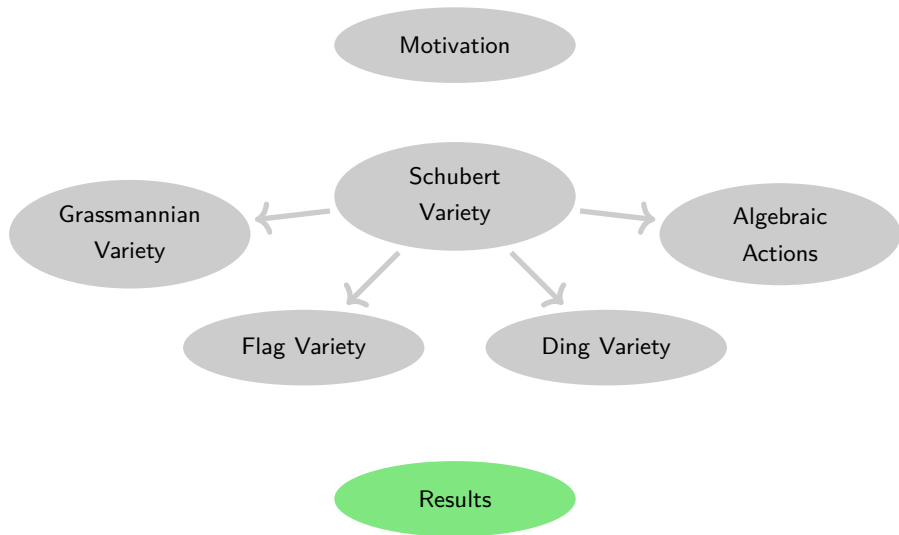 Motivation
Schubert
Variety
Grassmannian
Variety
Algebraic
Actions
Flag Variety
Ding Variety
Results